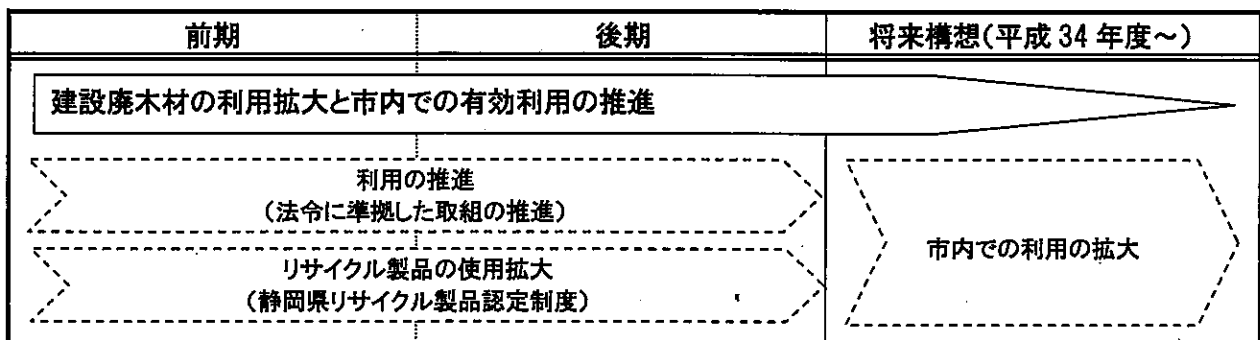 前期
後期
将来構想(平成34年度～)
建設廃木材の利用拡大と市内での有効利用の推進
利用の推進
(法令に準拠した取組の推進)
リサイクル製品の使用拡大
(静岡県リサイクル製品認定制度)
市内での利用の拡大